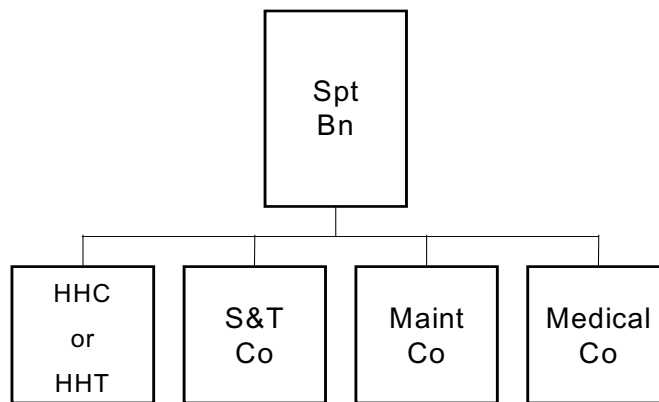 Spt
Bn
HHC
or
HHT
S&T
Co
Maint
Co
Medical
Co